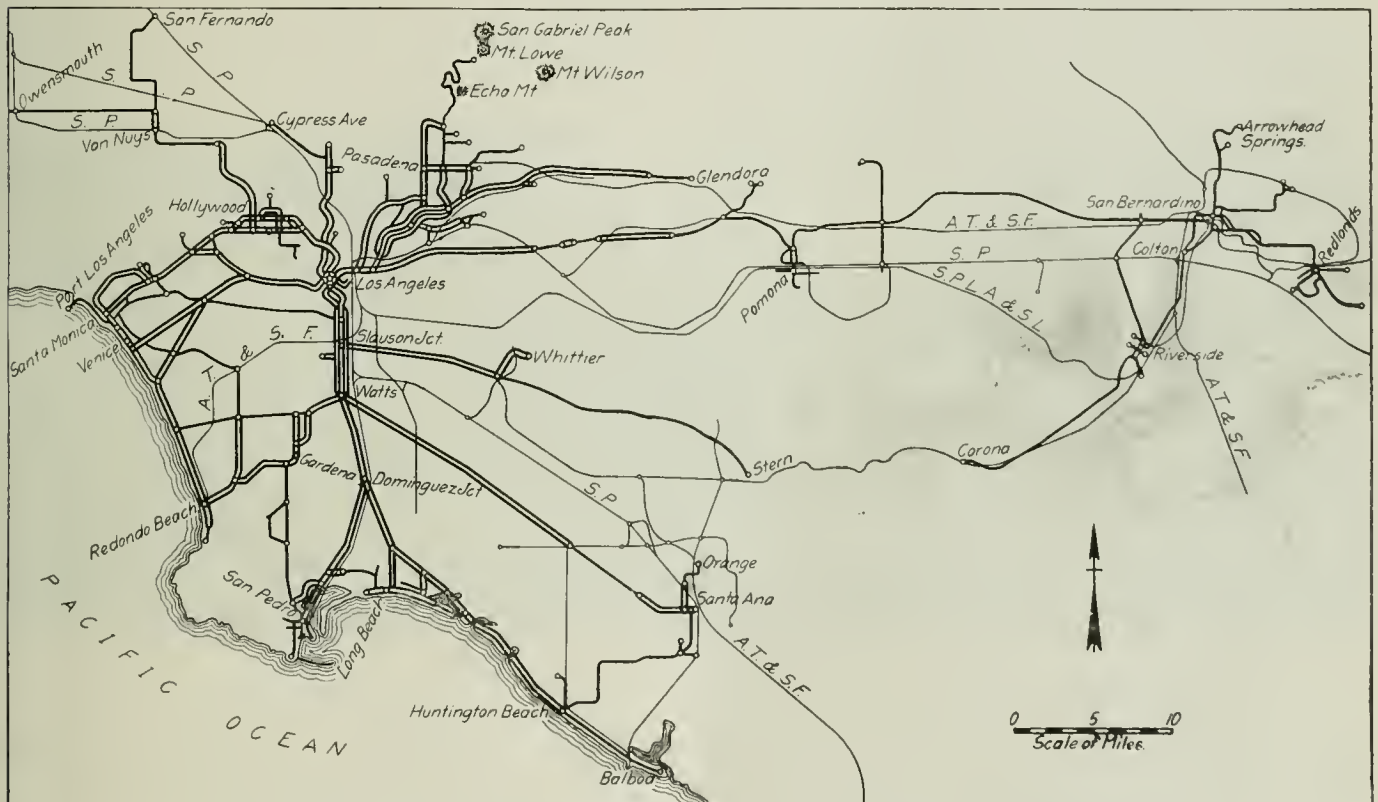 San Fernando
S. P.
Owensmouth
S. P.
S. P.
Van Nuys
Cypress Ave
San Gabriel Peak
Mt. Lowe
Mt Wilson
Echo Mt
Pasadena
Glendora
Hollywood
Arrowhead
Springs.
San Bernardino
Redlands
A.T. & S.F.
Colton
S. P
S.P.L.A & S.L
Port Los Angeles
Los Angeles
Pomona
Santa Monica
Venice
A. T. & S. F.
Slauson Jct.
Whittier
Riverside
Watts
A T & S F
Gardena
Dominguez Jct
Stern
Corona
S.P
Redondo Beach
Orange
San Pedro
Long Beach
Santa Ana
A.T. & S.F.
PACIFIC OCEAN
Huntington Beach
Balboa
0 5 10
Scale of Miles.